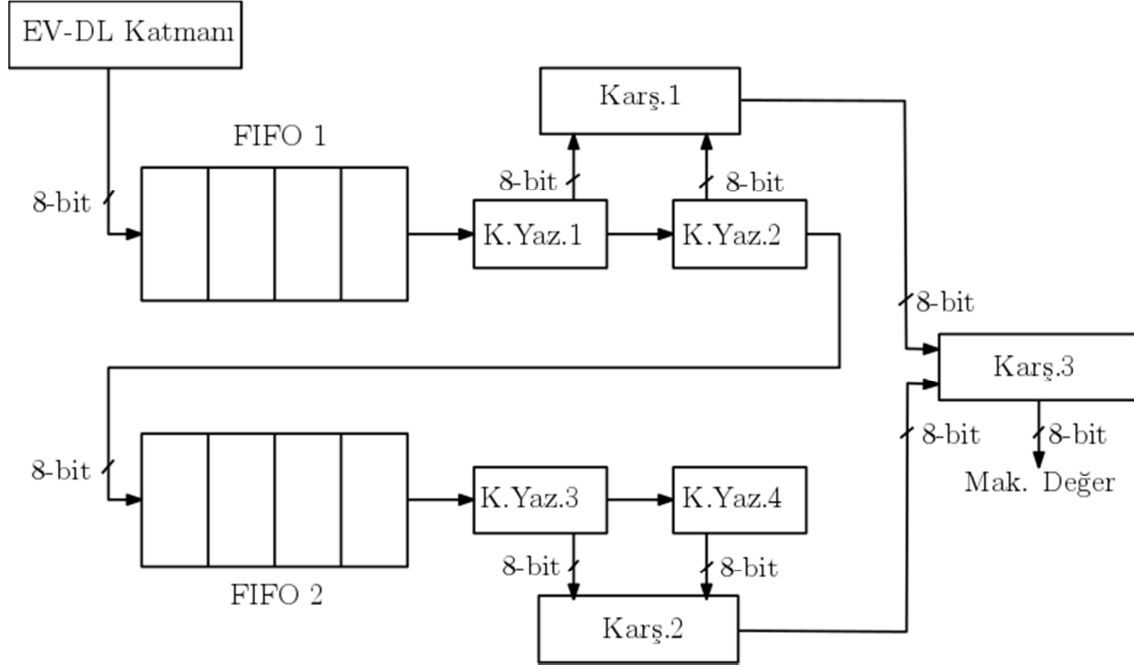 EV-DL Katmanı
Karş.1
FIFO 1
8-bit
8-bit
8-bit
K.Yaz.1
K.Yaz.2
8-bit
Karş.3
8-bit
8-bit
8-bit
Mak. Değer
K.Yaz.3
K.Yaz.4
8-bit
8-bit
FIFO 2
Karş.2